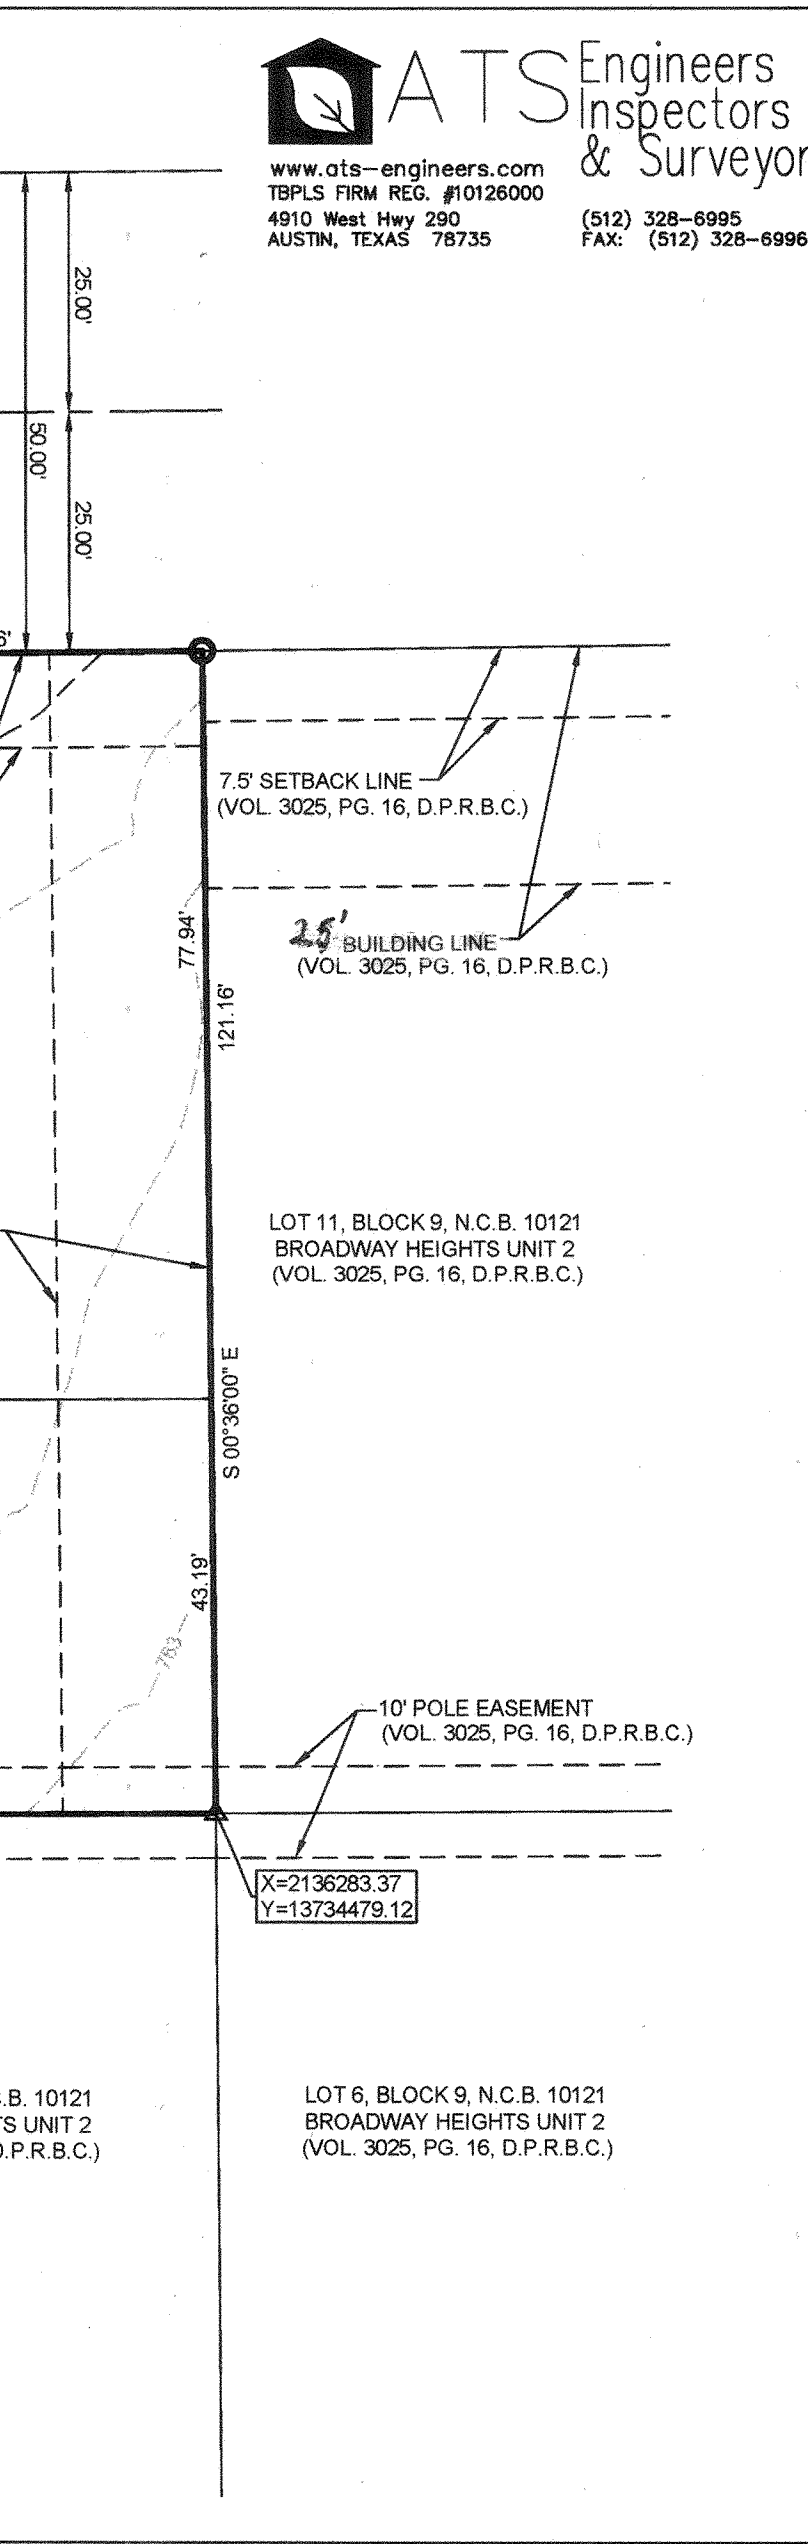 ATS Engineers
Inspectors
& Surveyor
www.ats-engineers.com
TBPLS FIRM REG. #10126000
4910 West Hwy 290
AUSTIN, TEXAS 78735
(512) 328-6995
FAX: (512) 328-6996
25.00'
50.00'
25.00'
6'
7.5' SETBACK LINE
(VOL. 3025, PG. 16, D.P.R.B.C.)
25' BUILDING LINE
(VOL. 3025, PG. 16, D.P.R.B.C.)
77.94'
121.16'
LOT 11, BLOCK 9, N.C.B. 10121
BROADWAY HEIGHTS UNIT 2
(VOL. 3025, PG. 16, D.P.R.B.C.)
S 00°36'00" E
43.19'
763
10' POLE EASEMENT
(VOL. 3025, PG. 16, D.P.R.B.C.)
X=2136283.37
Y=13734479.12
.B. 10121
TS UNIT 2
D.P.R.B.C.)
LOT 6, BLOCK 9, N.C.B. 10121
BROADWAY HEIGHTS UNIT 2
(VOL. 3025, PG. 16, D.P.R.B.C.)